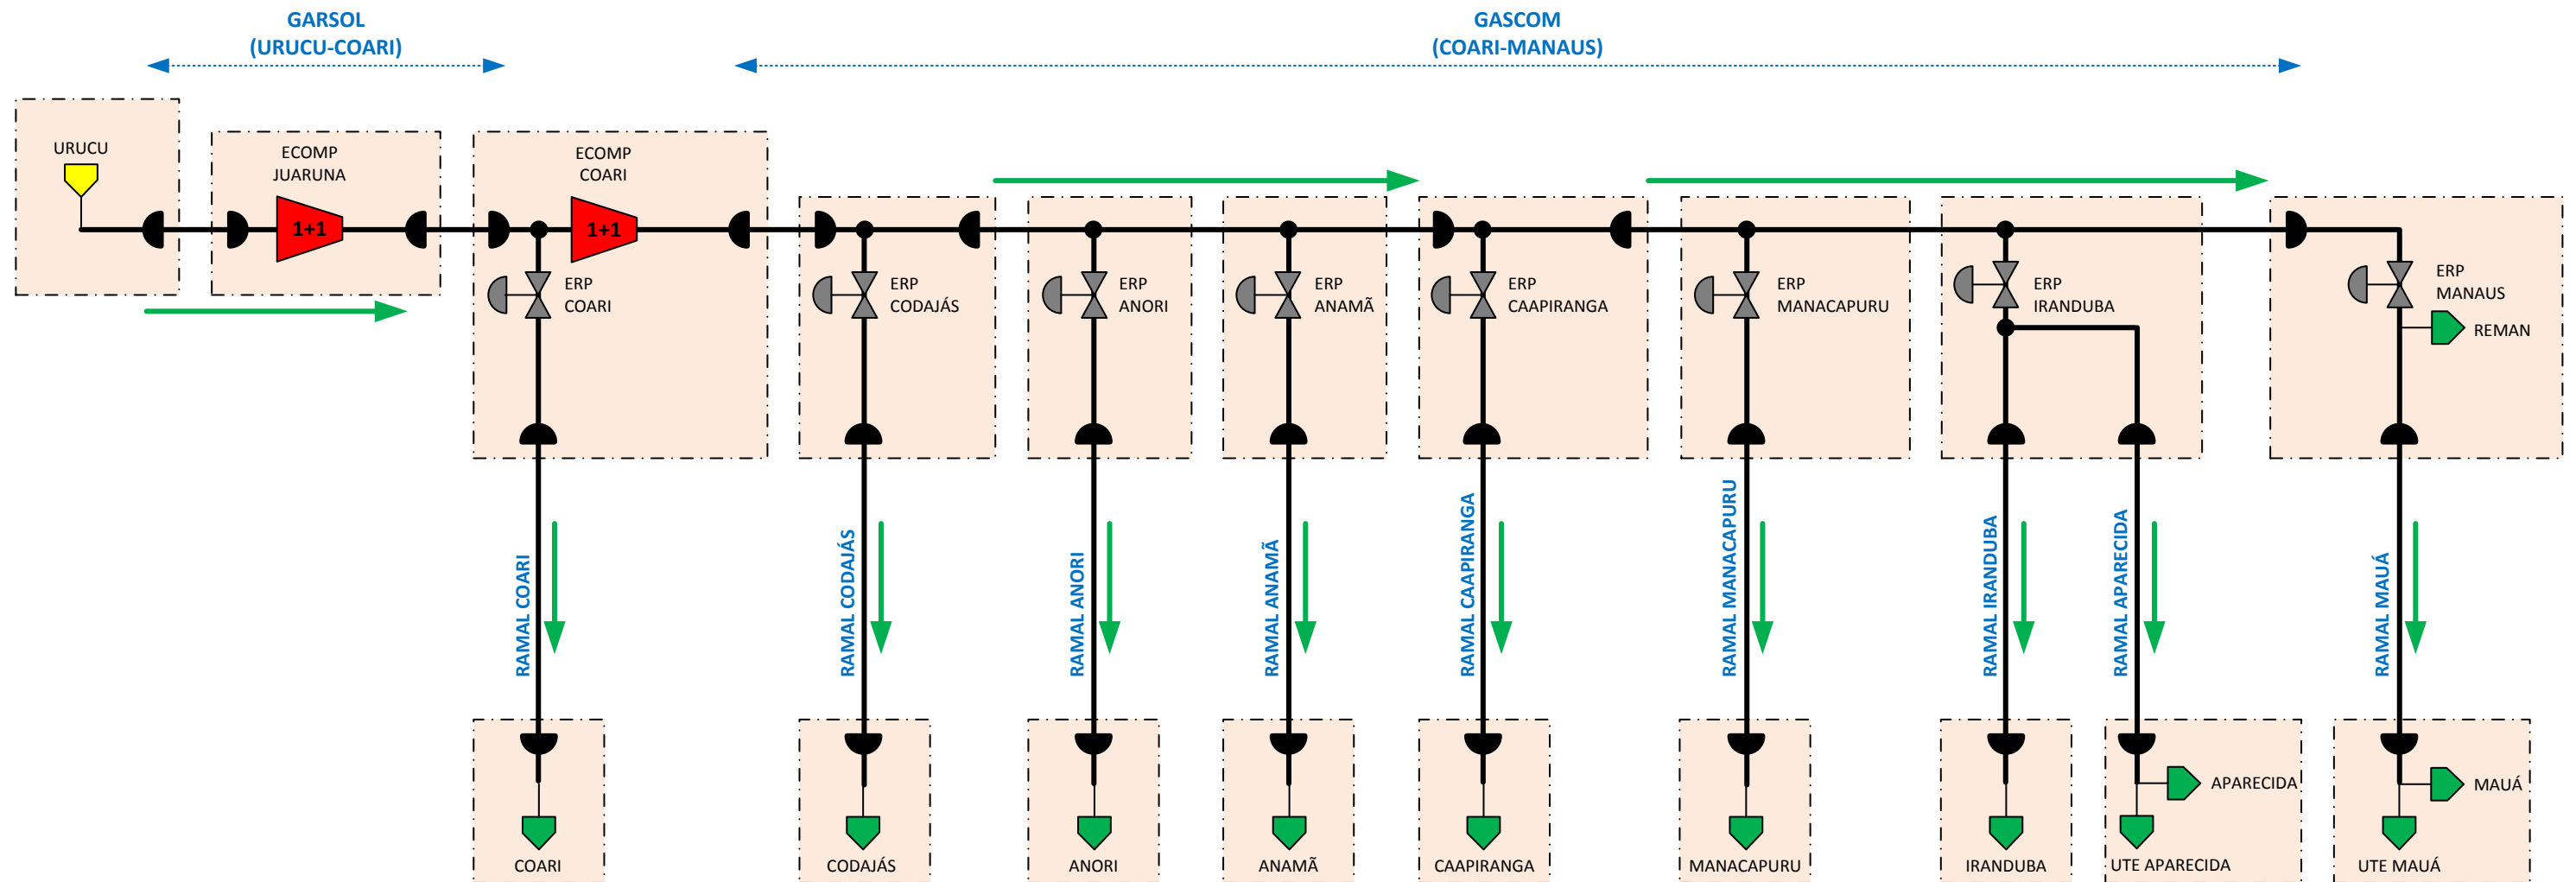 GARSOL
(URUCU-COARI)
GASCOM
(COARI-MANAUS)
URUCU
ECOMP
JUARUNA
ECOMP
COARI
1+1
1+1
ERP
COARI
ERP
CODAJÁS
ERP
ANORI
ERP
ANAMÃ
ERP
CAAPIRANGA
ERP
MANACAPURU
ERP
IRANDUBA
ERP
MANAUS
REMAN
RAMAL COARI
RAMAL CODAJÁS
RAMAL ANORI
RAMAL ANAMÃ
RAMAL CAAPIRANGA
RAMAL MANACAPURU
RAMAL IRANDUBA
RAMAL APARECIDA
RAMAL MAUÁ
APARECIDA
MAUÁ
COARI
CODAJÁS
ANORI
ANAMÃ
CAAPIRANGA
MANACAPURU
IRANDUBA
UTE APARECIDA
UTE MAUÁ